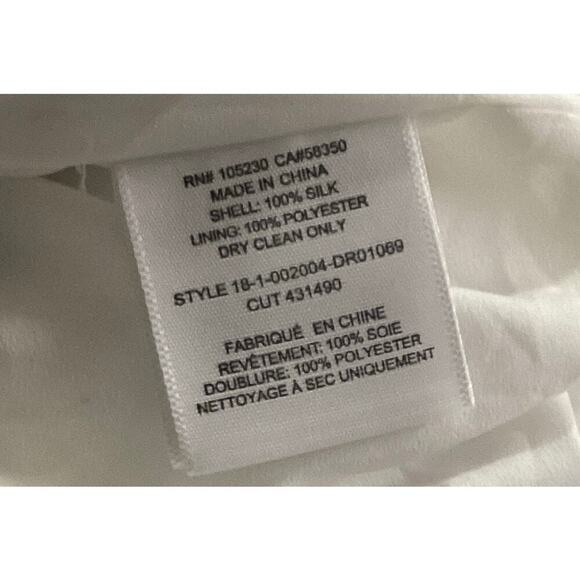 RN# 105230 CA#58350
MADE IN CHINA
SHELL: 100% SILK
LINING: 100% POLYESTER
DRY CLEAN ONLY
STYLE 18-1-002004-DR01069
CUT 431490
FABRIQUÉ EN CHINE
REVÊTEMENT: 100% SOIE
DOUBLURE: 100% POLYESTER
NETTOYAGE À SEC UNIQUEMENT